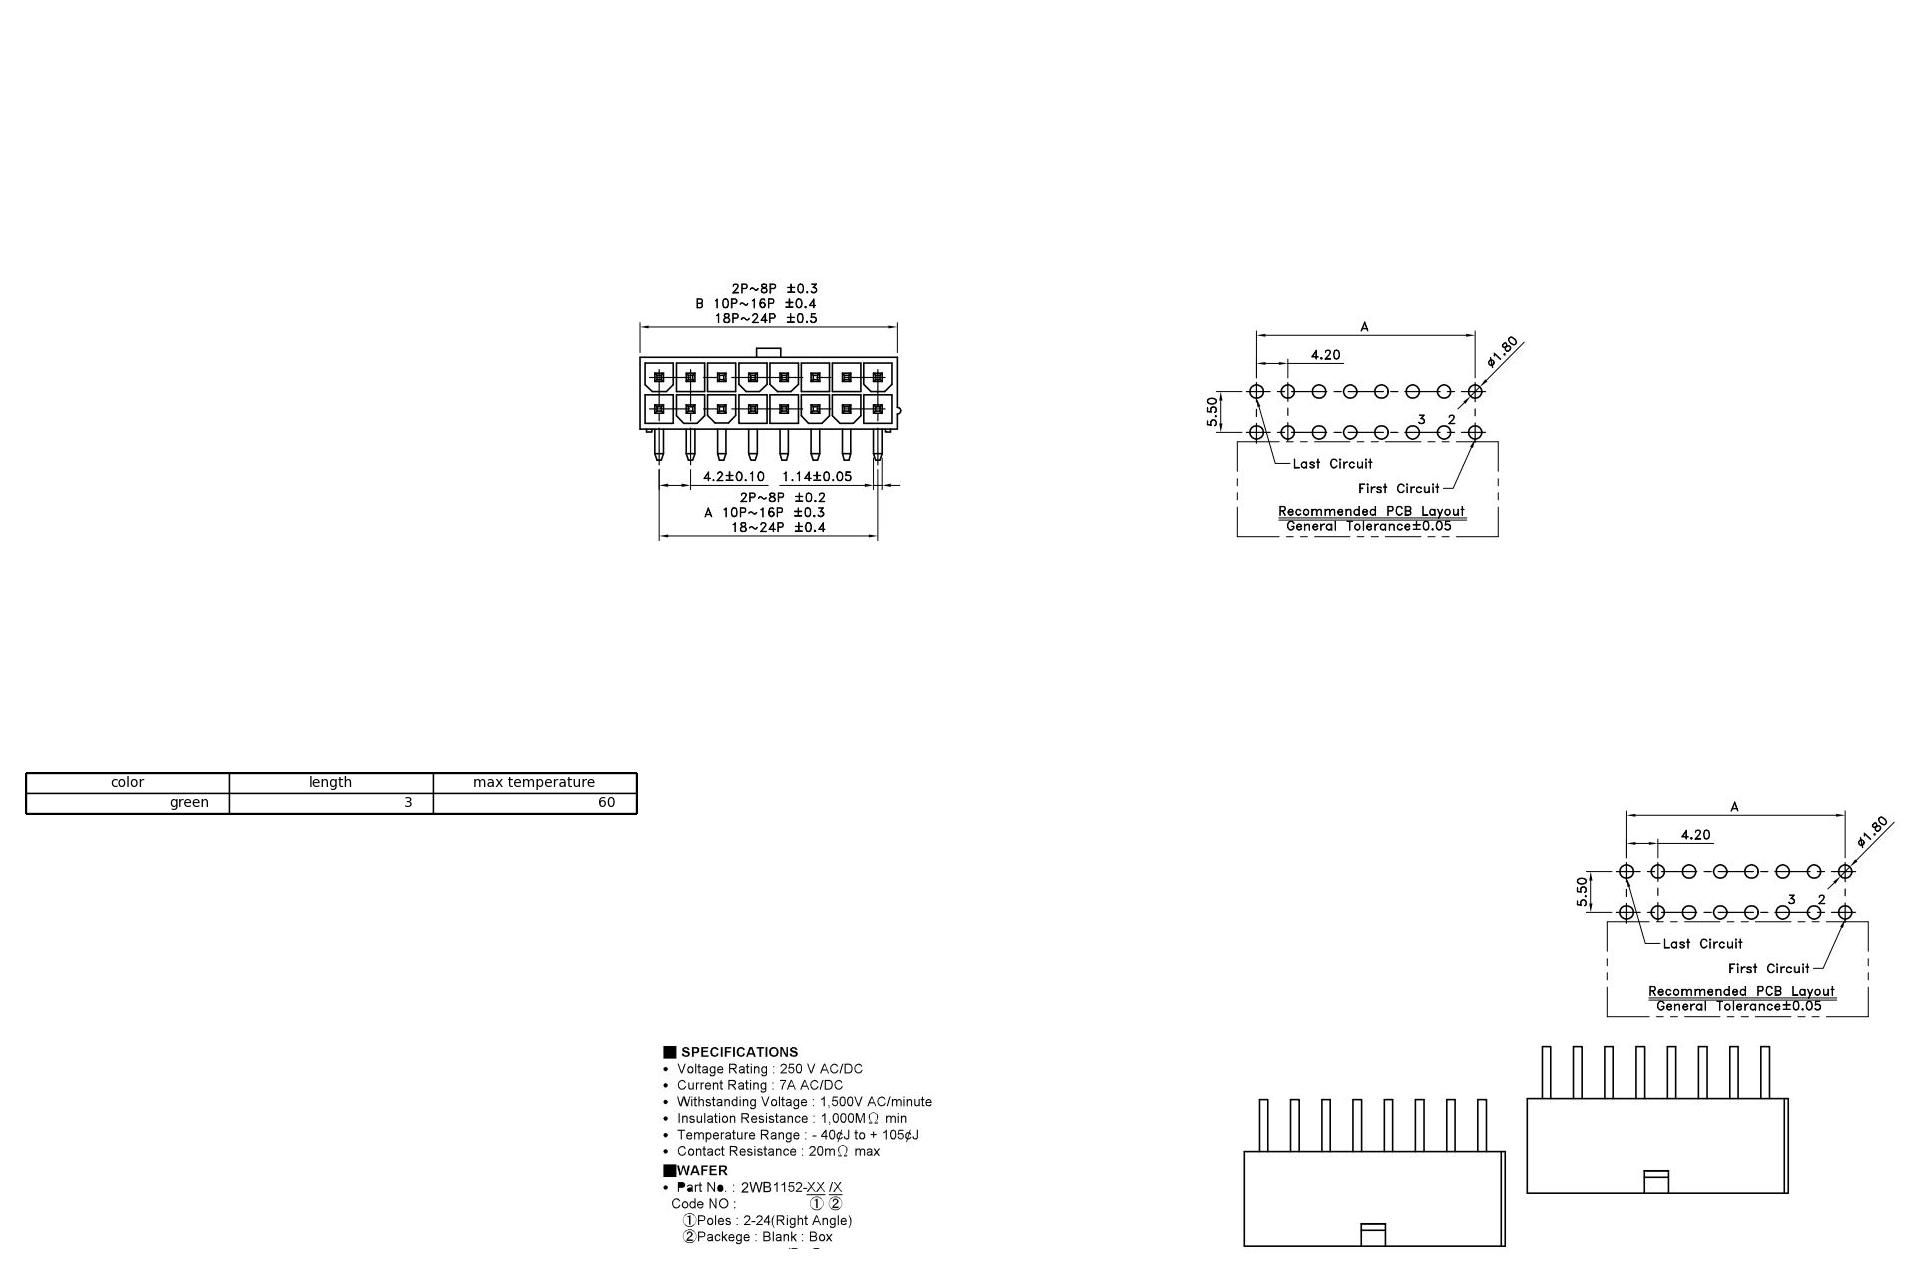 2P~8P ±0.3
B 10P~16P ±0.4
18P~24P ±0.5
4.2±0.10 1.14±0.05
2P~8P ±0.2
A 10P~16P ±0.3
18~24P ±0.4
A
4.20
ø1.80
5.50
3 2
Last Circuit
First Circuit
Recommended PCB Layout
General Tolerance±0.05
color length max temperature
green 3 60
A
4.20
ø1.80
5.50
3 2
Last Circuit
First Circuit
Recommended PCB Layout
General Tolerance±0.05
■ SPECIFICATIONS
• Voltage Rating : 250 V AC/DC
• Current Rating : 7A AC/DC
• Withstanding Voltage : 1,500V AC/minute
• Insulation Resistance : 1,000MΩ min
• Temperature Range : - 40¢J to + 105¢J
• Contact Resistance : 20mΩ max
■WAFER
• Part No. : 2WB1152-XX /X
Code NO : ① ②
①Poles : 2-24(Right Angle)
②Packege : Blank : Box